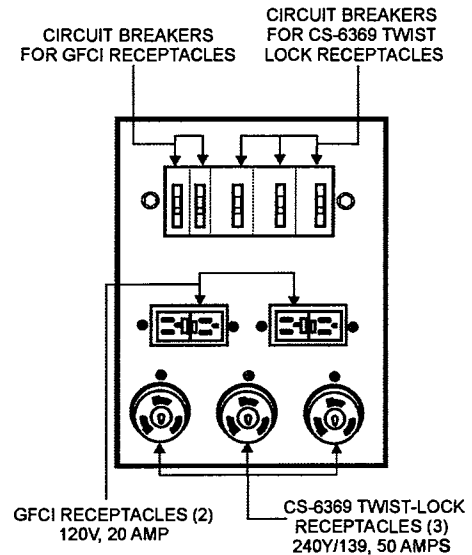 CIRCUIT BREAKERS
FOR GFCI RECEPTACLES
CIRCUIT BREAKERS
FOR CS-6369 TWIST
LOCK RECEPTACLES
GFCI RECEPTACLES (2)
120V, 20 AMP
CS-6369 TWIST-LOCK
RECEPTACLES (3)
240Y/139, 50 AMPS